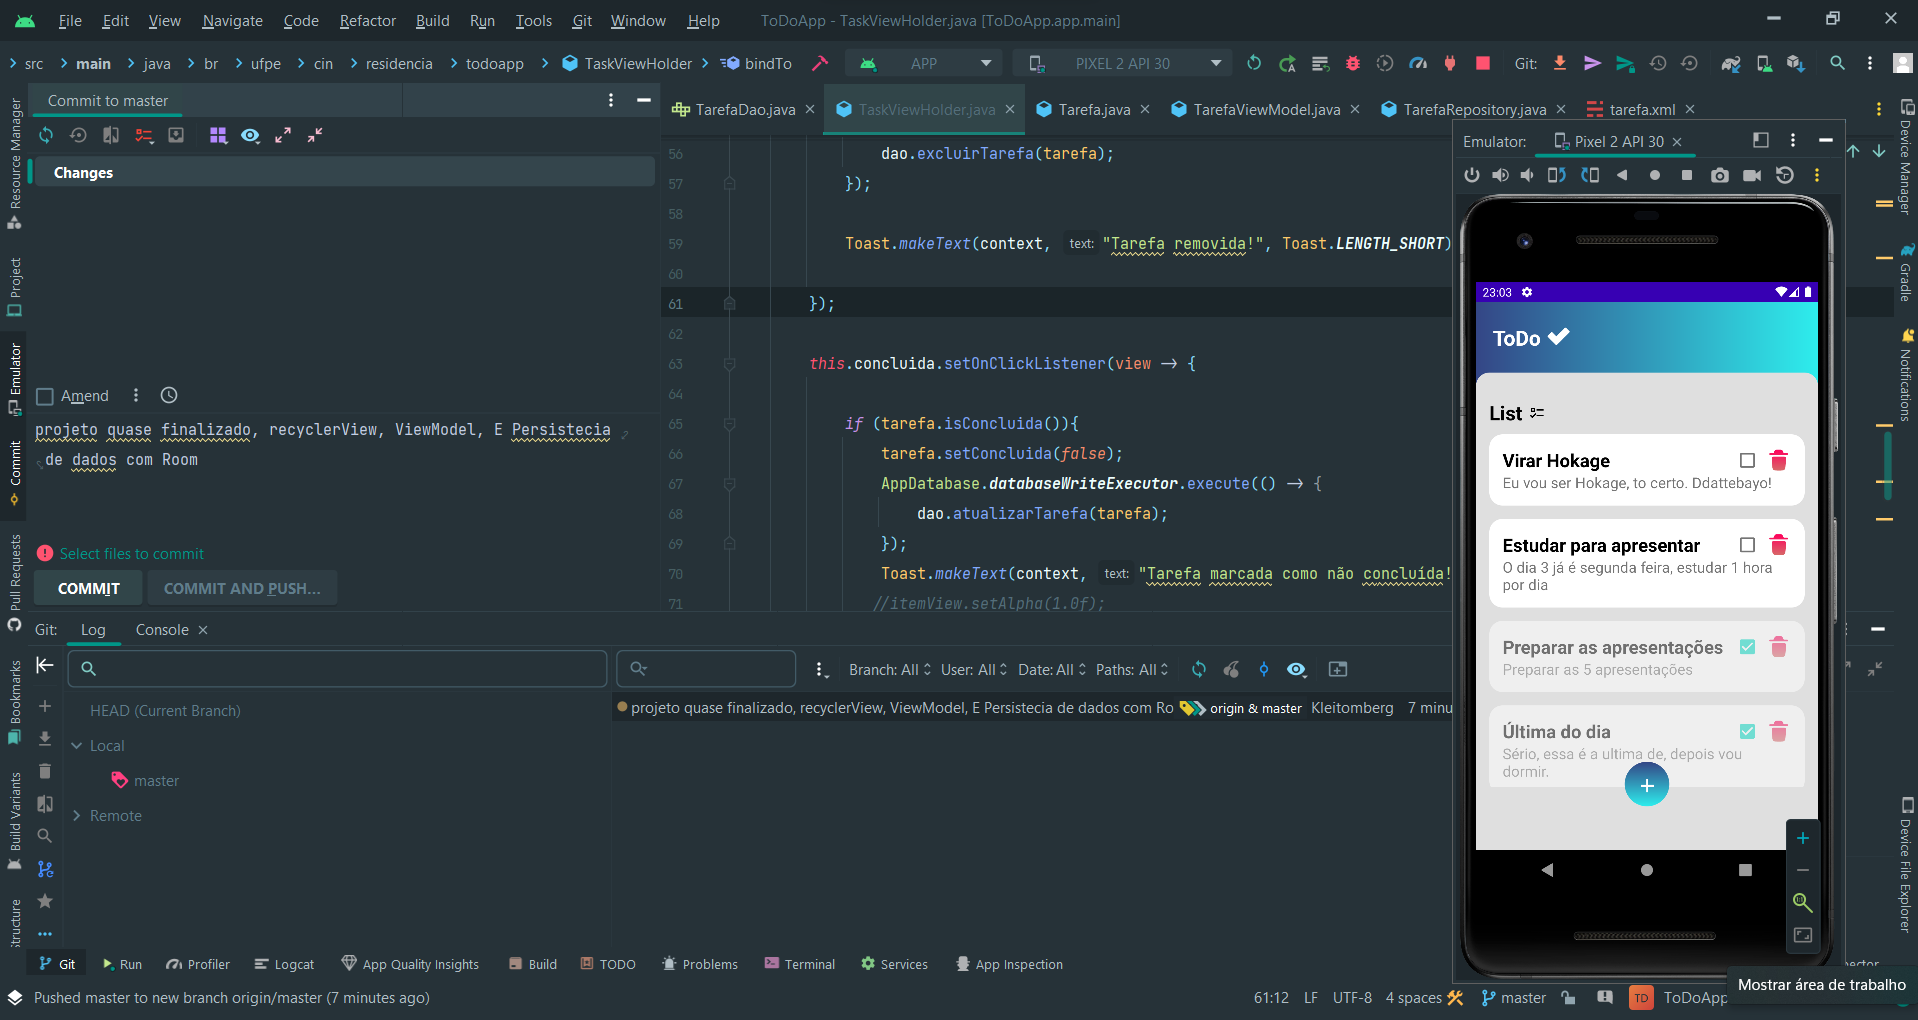 File Edit View Navigate Code Refactor Build Run Tools Git Window Help ToDoApp - TaskViewHolder.java [ToDoApp.app.main]
src main java br ufpe cin residencia todoapp TaskViewHolder bindTo APP PIXEL 2 API 30 Git:
Commit to master
TarefaDao.java TaskViewHolder.java Tarefa.java TarefaViewModel.java TarefaRepository.java tarefa.xml
Resource Manager
Project
Emulator
Commit
Pull Requests
Bookmarks
Build Variants
Structure
Changes
Amend
projeto quase finalizado, recyclerView, ViewModel, E Persistecia
de dados com Room
Select files to commit
COMMIT COMMIT AND PUSH...
56 dao.excluirTarefa(tarefa);
57 });
58
59 Toast.makeText(context, text: "Tarefa removida!", Toast.LENGTH_SHORT)
60
61 });
62
63 this.concluida.setOnClickListener(view → {
64
65 if (tarefa.isConcluida()){
66 tarefa.setConcluida(false);
67 AppDatabase.databaseWriteExecutor.execute(() → {
68 dao.atualizarTarefa(tarefa);
69 });
70 Toast.makeText(context, text: "Tarefa marcada como não concluída!
71 //itemView.setAlpha(1.0f);
Emulator: Pixel 2 API 30
23:03
ToDo
List
Virar Hokage
Eu vou ser Hokage, to certo. Ddattebayo!
Estudar para apresentar
O dia 3 já é segunda feira, estudar 1 hora
por dia
Preparar as apresentações
Preparar as 5 apresentações
Última do dia
Sério, essa é a ultima de, depois vou
dormir.
+
Device Manager
Gradle
Notifications
Device File Explorer
Git: Log Console
Branch: All User: All Date: All Paths: All
HEAD (Current Branch)
Local
master
Remote
projeto quase finalizado, recyclerView, ViewModel, E Persistecia de dados com Ro origin & master Kleitomberg 7 minu
Git Run Profiler Logcat App Quality Insights Build TODO Problems Terminal Services App Inspection
Pushed master to new branch origin/master (7 minutes ago)
61:12 LF UTF-8 4 spaces master TD ToDoApp
Mostrar área de trabalho